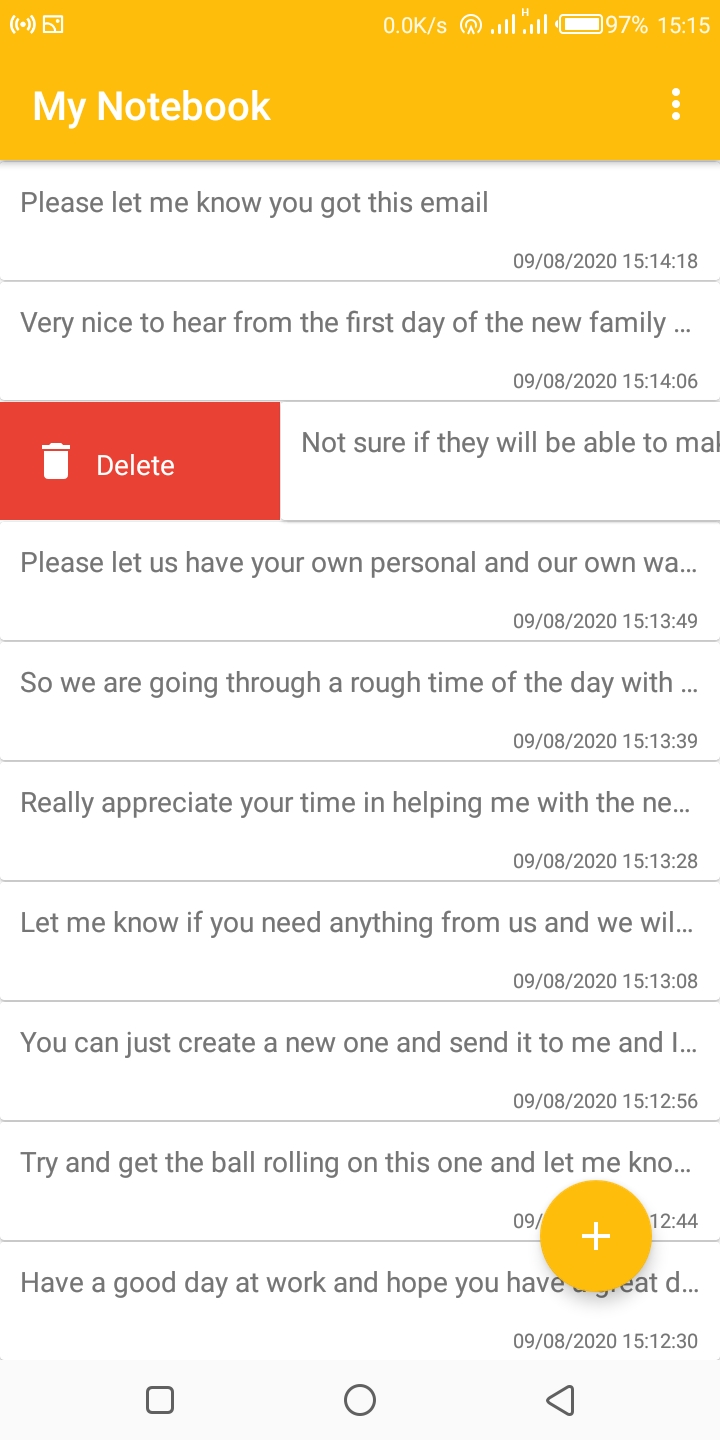 0.0K/s H 97% 15:15
My Notebook
Please let me know you got this email
09/08/2020 15:14:18
Very nice to hear from the first day of the new family ...
09/08/2020 15:14:06
Delete Not sure if they will be able to mak
Please let us have your own personal and our own wa...
09/08/2020 15:13:49
So we are going through a rough time of the day with ...
09/08/2020 15:13:39
Really appreciate your time in helping me with the ne...
09/08/2020 15:13:28
Let me know if you need anything from us and we wil...
09/08/2020 15:13:08
You can just create a new one and send it to me and I...
09/08/2020 15:12:56
Try and get the ball rolling on this one and let me kno...
09/ 12:44
Have a good day at work and hope you have a great d...
09/08/2020 15:12:30